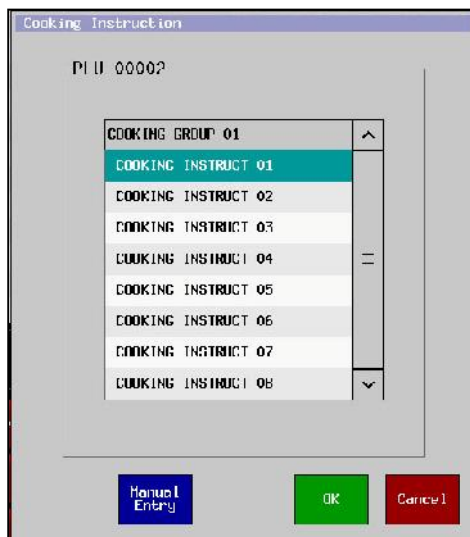 Cooking Instruction
PLU 00002
COOKING GROUP 01
COOKING INSTRUCT 01
COOKING INSTRUCT 02
COOKING INSTRUCT 03
COOKING INSTRUCT 04
COOKING INSTRUCT 05
COOKING INSTRUCT 06
COOKING INSTRUCT 07
COOKING INSTRUCT 08
Manual
Entry
OK
Cancel